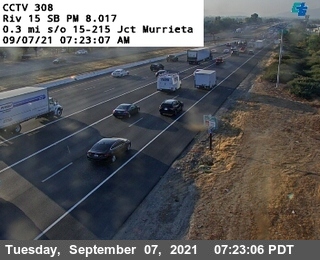 CCTV 308
Riv 15 SB PM 8.017
0.3 mi s/o 15-215 Jct Murrieta
09/07/21 07:23:07 AM
Tuesday, September 07, 2021 07:23:06 PDT